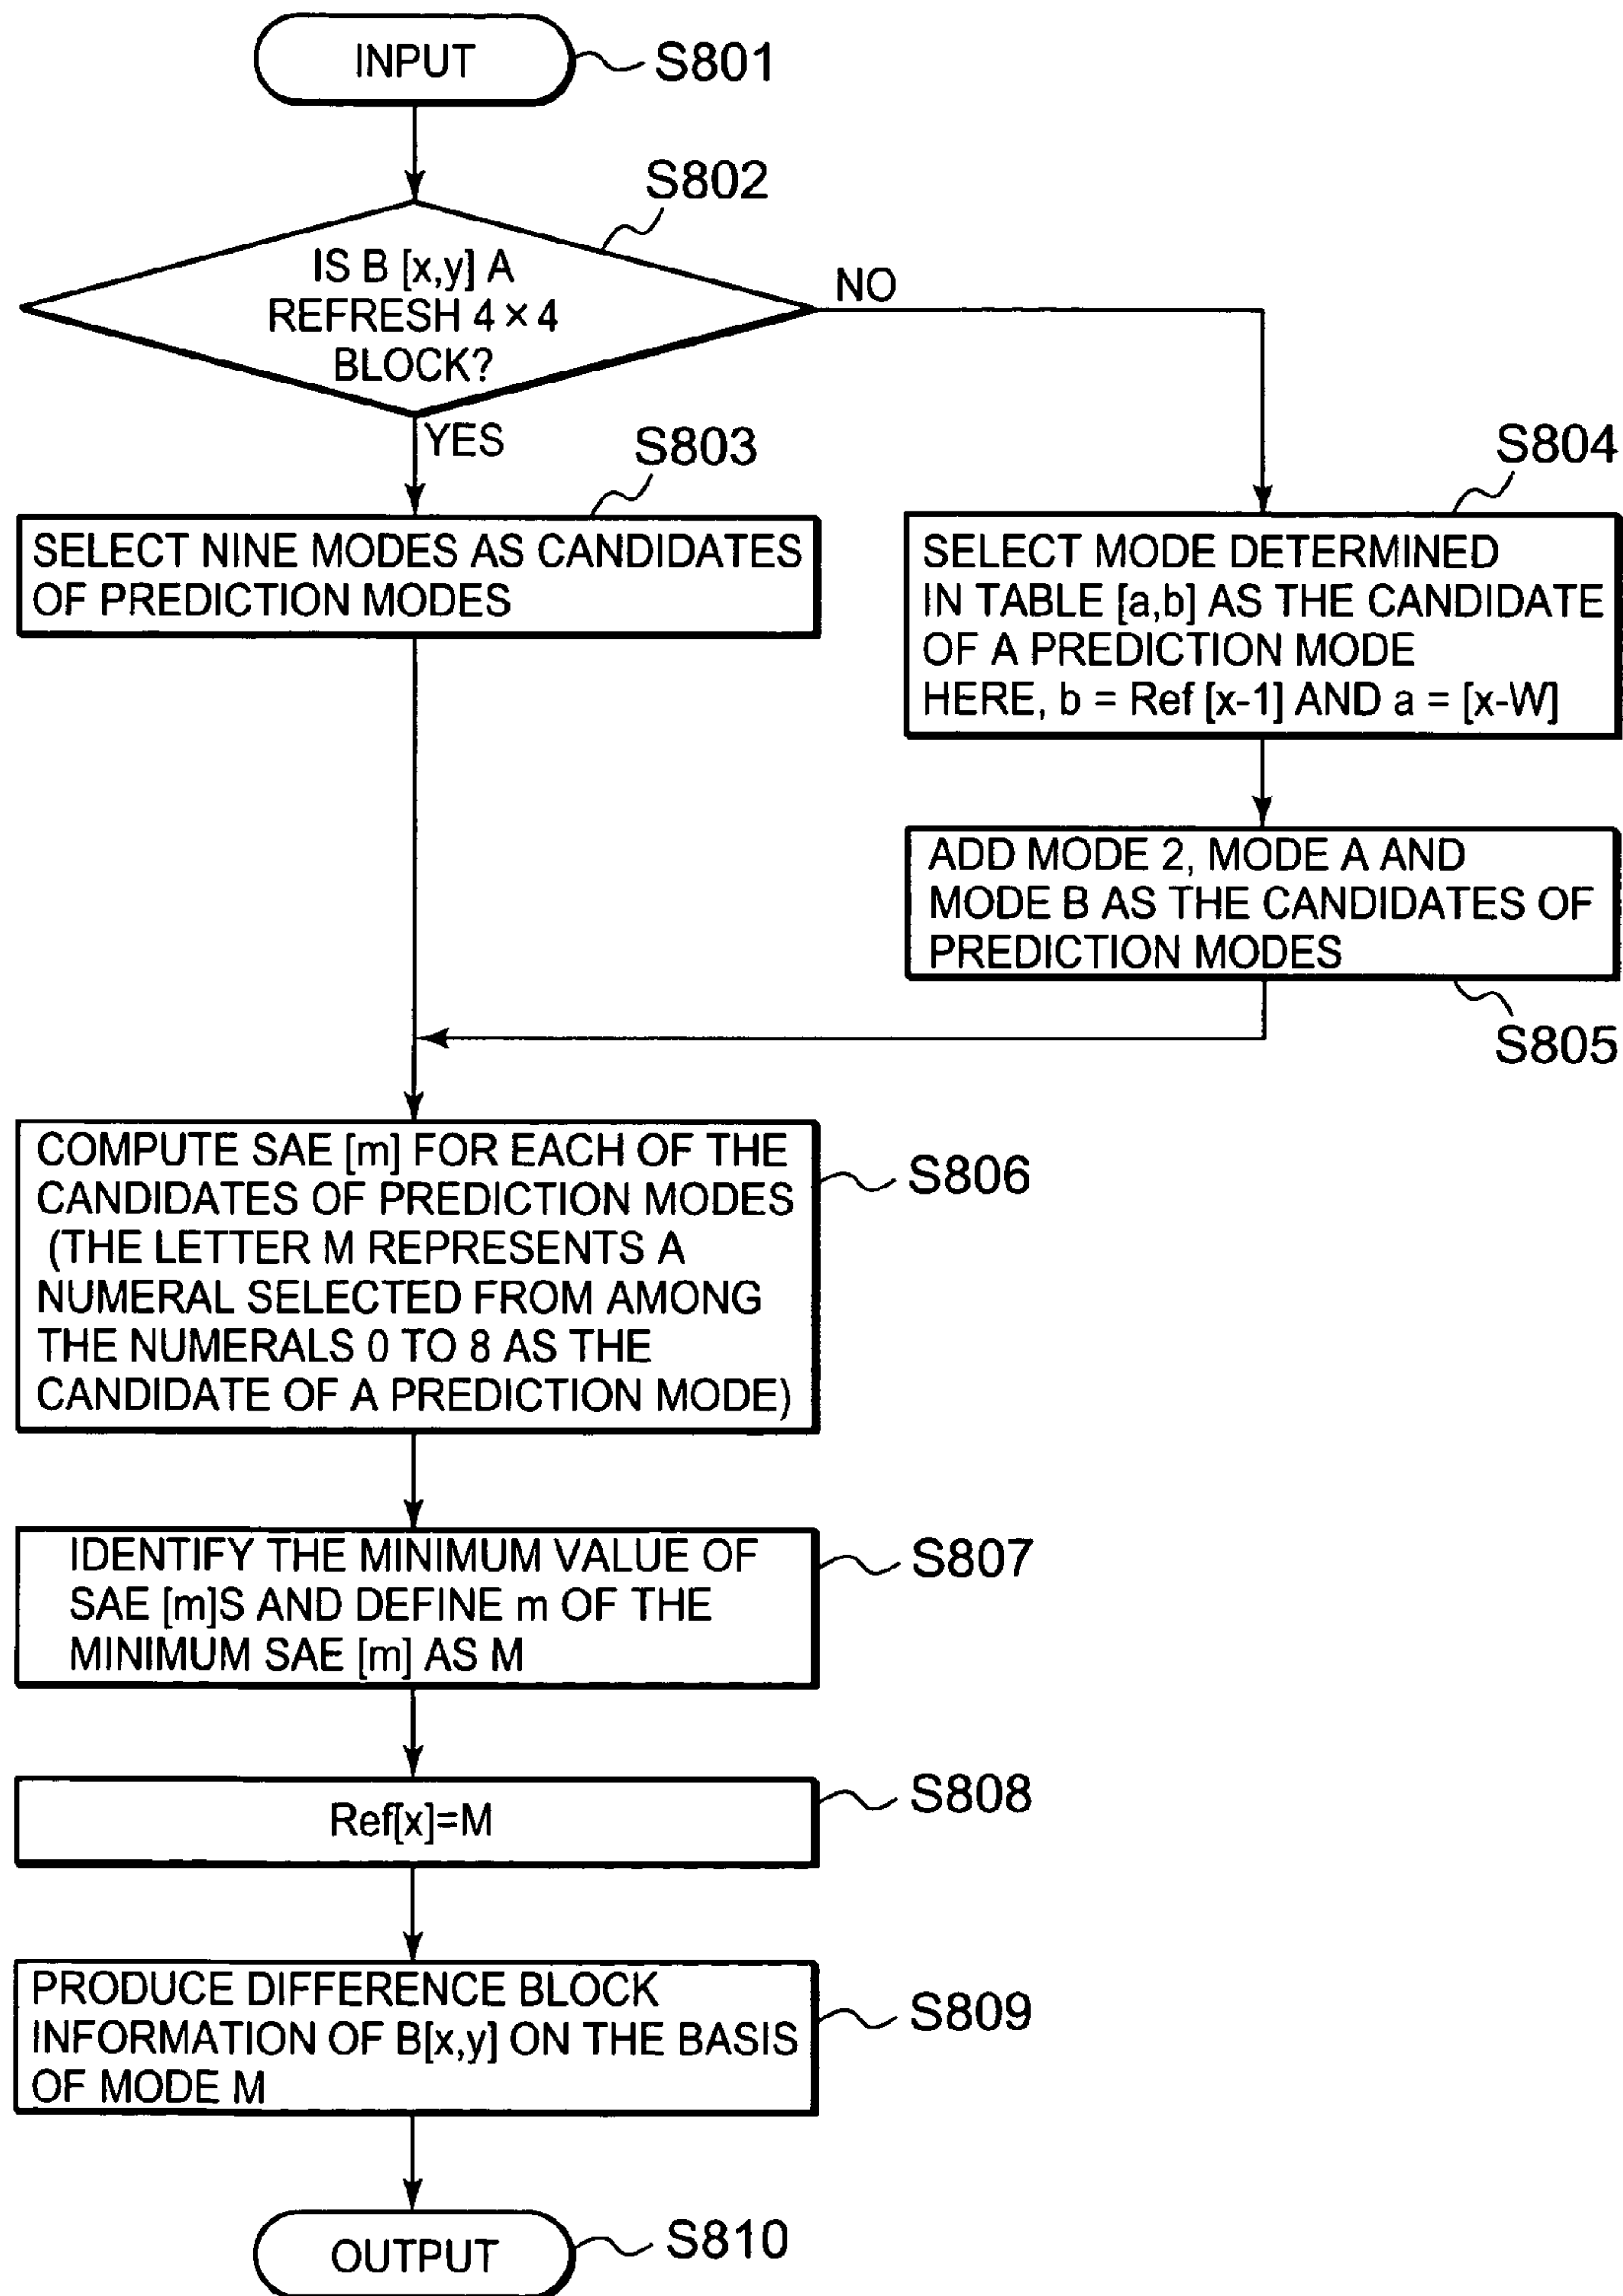 INPUT
S801
S802
IS B [x,y] A
REFRESH 4 × 4
BLOCK?
NO
YES
S803
SELECT NINE MODES AS CANDIDATES
OF PREDICTION MODES
S804
SELECT MODE DETERMINED
IN TABLE [a,b] AS THE CANDIDATE
OF A PREDICTION MODE
HERE, b = Ref [x-1] AND a = [x-W]
ADD MODE 2, MODE A AND
MODE B AS THE CANDIDATES OF
PREDICTION MODES
S805
COMPUTE SAE [m] FOR EACH OF THE
CANDIDATES OF PREDICTION MODES
(THE LETTER M REPRESENTS A
NUMERAL SELECTED FROM AMONG
THE NUMERALS 0 TO 8 AS THE
CANDIDATE OF A PREDICTION MODE)
S806
IDENTIFY THE MINIMUM VALUE OF
SAE [m]S AND DEFINE m OF THE
MINIMUM SAE [m] AS M
S807
Ref[x]=M
S808
PRODUCE DIFFERENCE BLOCK
INFORMATION OF B[x,y] ON THE BASIS
OF MODE M
S809
OUTPUT
S810